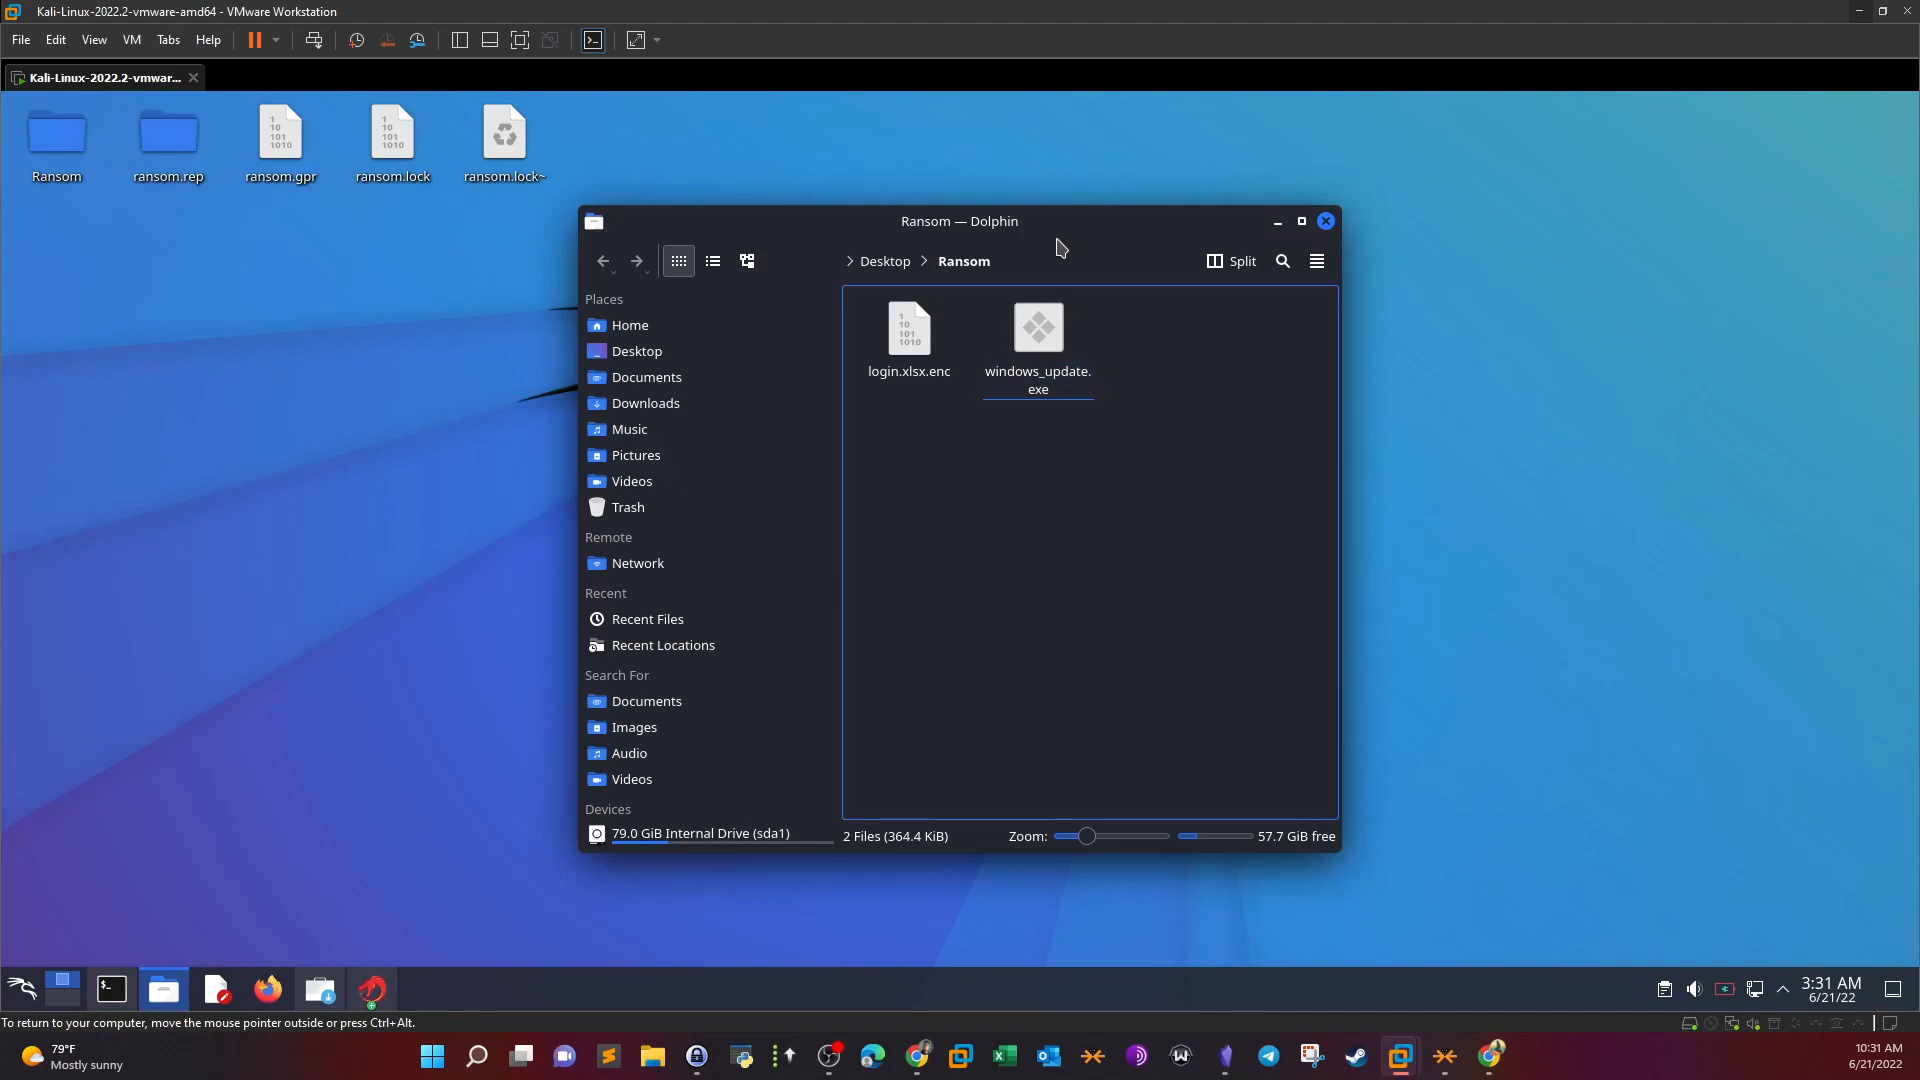 Kali-Linux-2022.2-vmware-amd64 - VMware Workstation
File Edit View VM Tabs Help
Kali-Linux-2022.2-vmwar...
Ransom
ransom.rep
ransom.gpr
ransom.lock
ransom.lock~
Ransom — Dolphin
Desktop
Ransom
Split
Places
Home
Desktop
Documents
Downloads
Music
Pictures
Videos
Trash
Remote
Network
Recent
Recent Files
Recent Locations
Search For
Documents
Images
Audio
Videos
Devices
79.0 GiB Internal Drive (sda1)
1
10
101
1010
login.xlsx.enc
windows_update.
exe
2 Files (364.4 KiB)
Zoom:
57.7 GiB free
3:31 AM
6/21/22
To return to your computer, move the mouse pointer outside or press Ctrl+Alt.
79°F
Mostly sunny
10:31 AM
6/21/2022